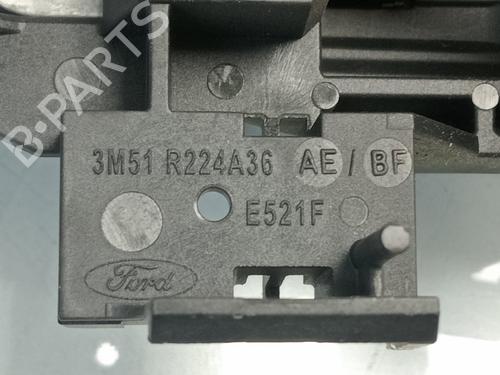 B-PARTS
3M51 R224A36 AE / BF
E521F
Ford